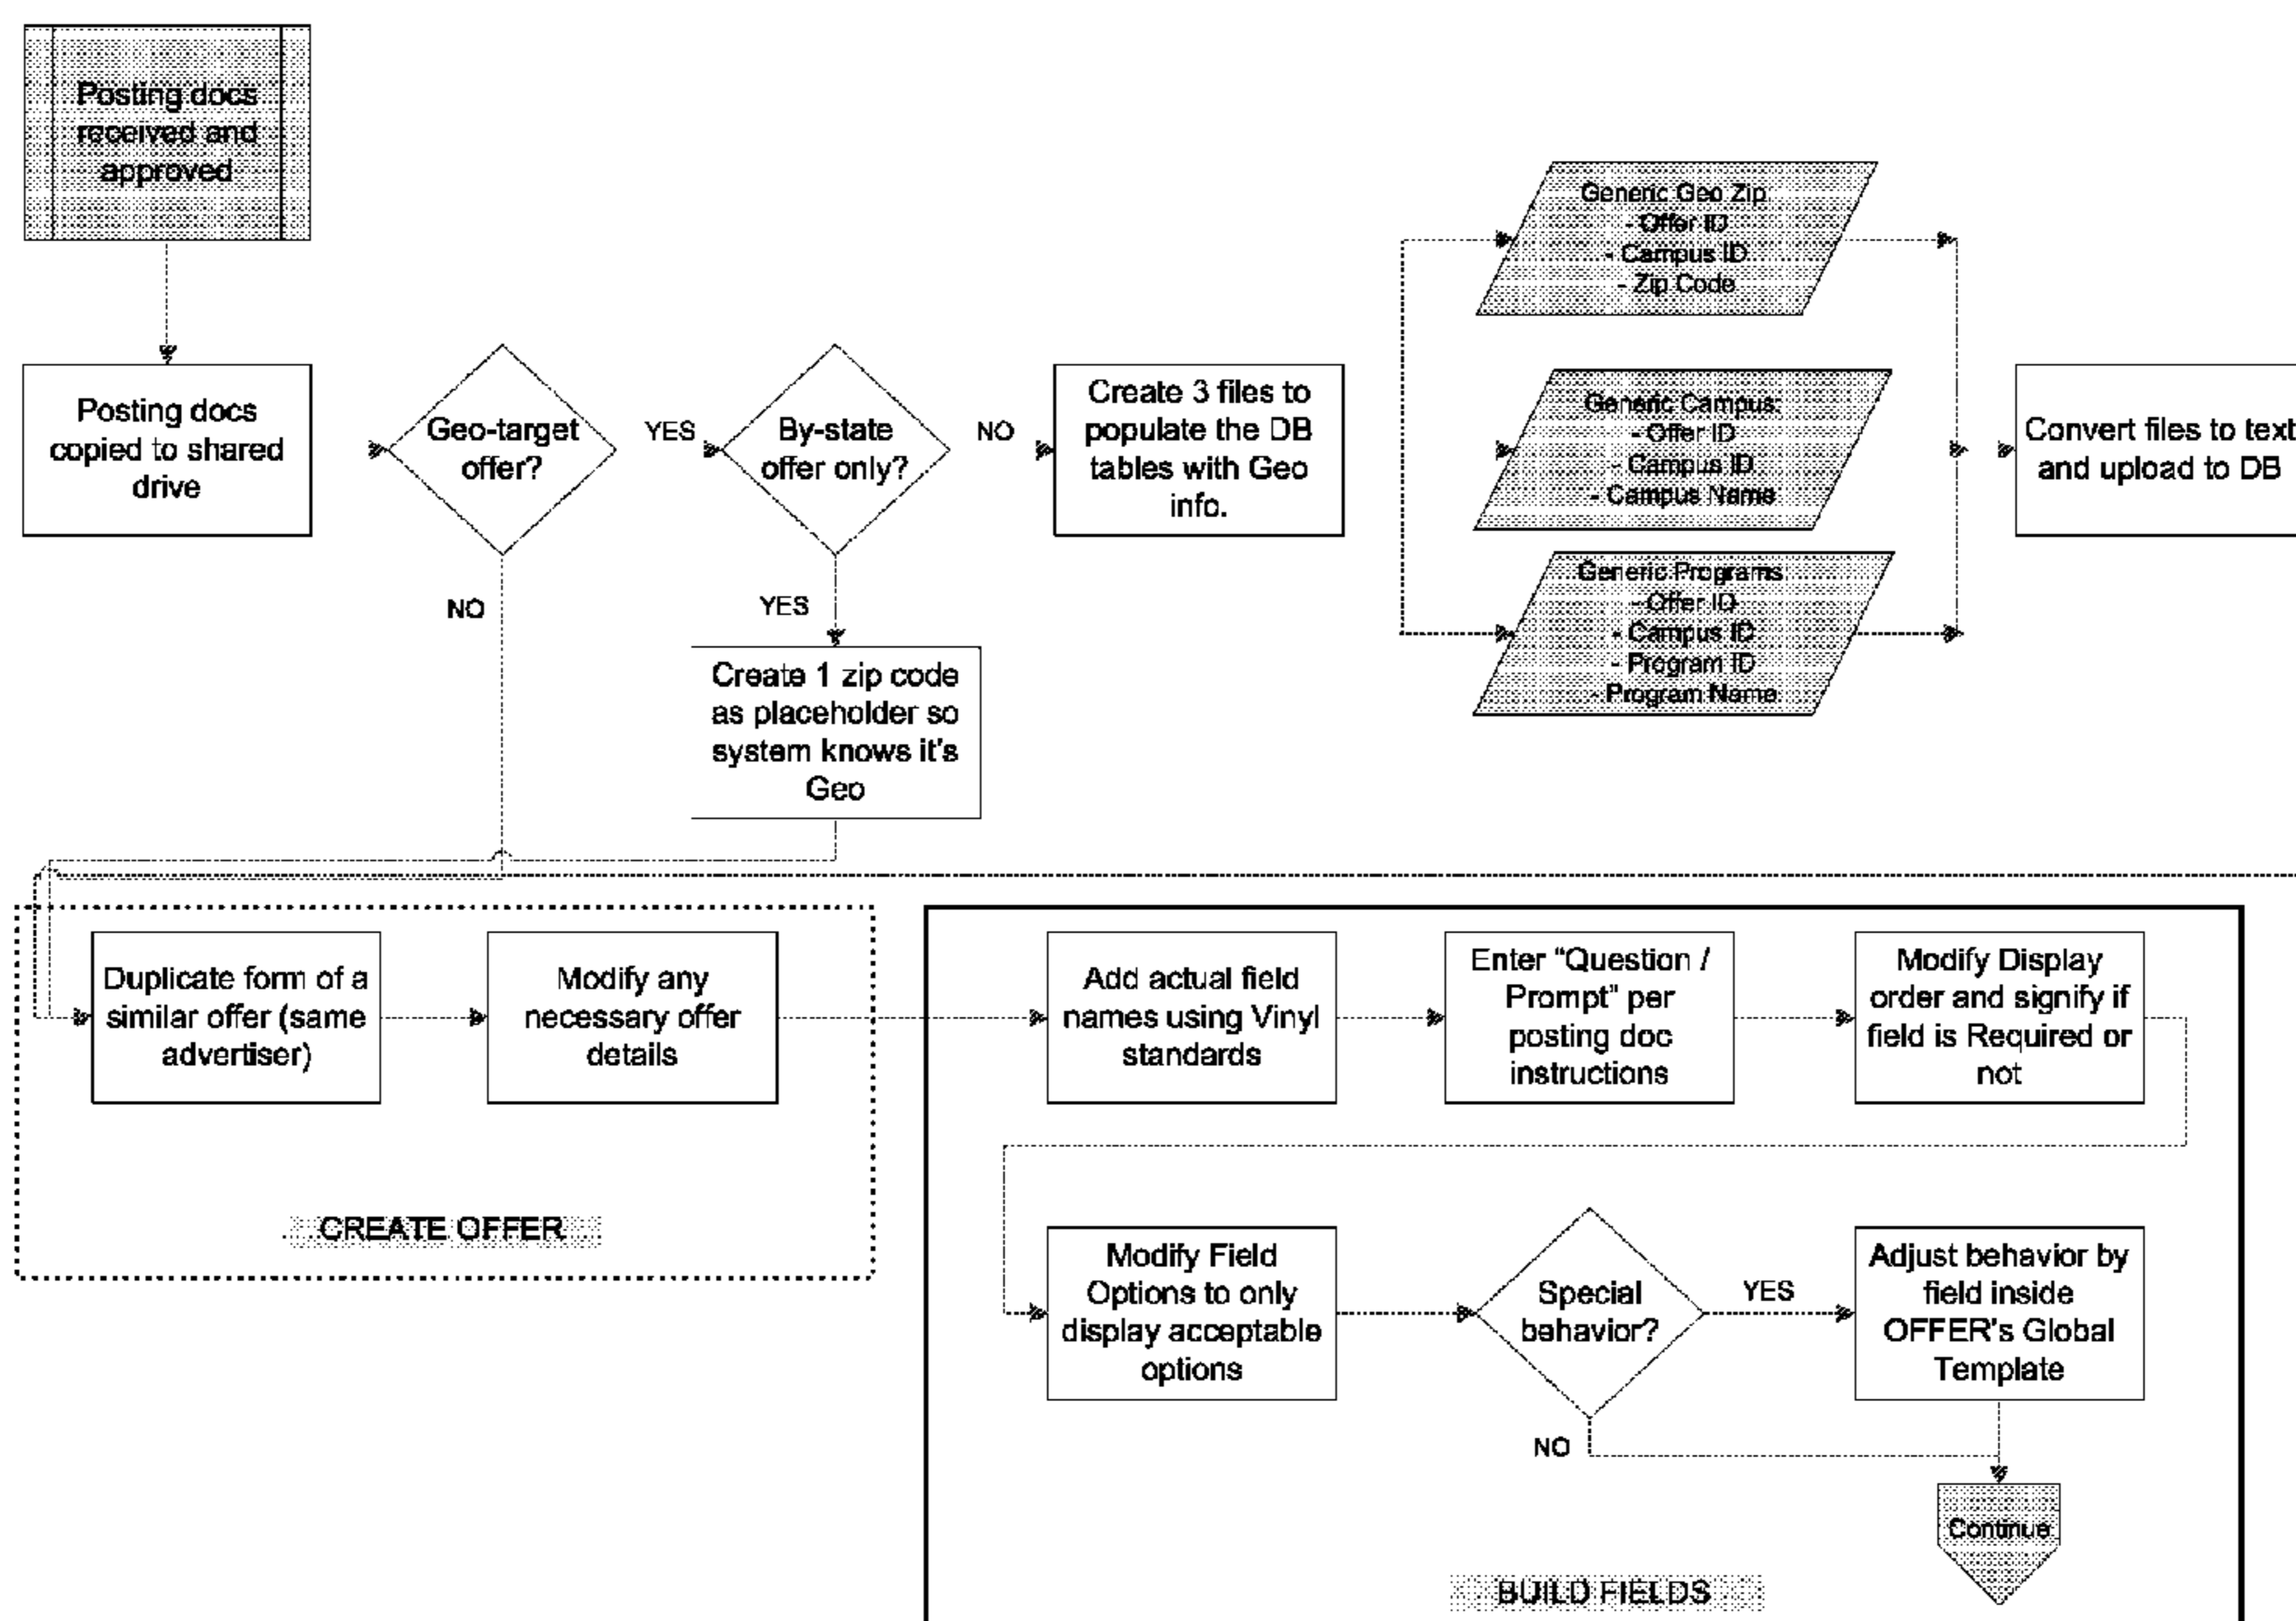 Posting docs
received and
approved
Posting docs
copied to shared
drive
Geo-target
offer?
YES
NO
By-state
offer only?
NO
YES
Create 3 files to
populate the DB
tables with Geo
info.
Create 1 zip code
as placeholder so
system knows it's
Geo
Generic Geo Zip
- Offer ID
- Campus ID
- Zip Code
Generic Campus:
- Offer ID
- Campus ID
- Campus Name
Generic Programs
- Offer ID
- Campus ID
- Program ID
- Program Name
Convert files to text
and upload to DB
Duplicate form of a
similar offer (same
advertiser)
Modify any
necessary offer
details
CREATE OFFER
Add actual field
names using Vinyl
standards
Enter “Question /
Prompt” per
posting doc
instructions
Modify Display
order and signify if
field is Required or
not
Modify Field
Options to only
display acceptable
options
Special
behavior?
YES
NO
Adjust behavior by
field inside
OFFER's Global
Template
Continue
BUILD FIELDS